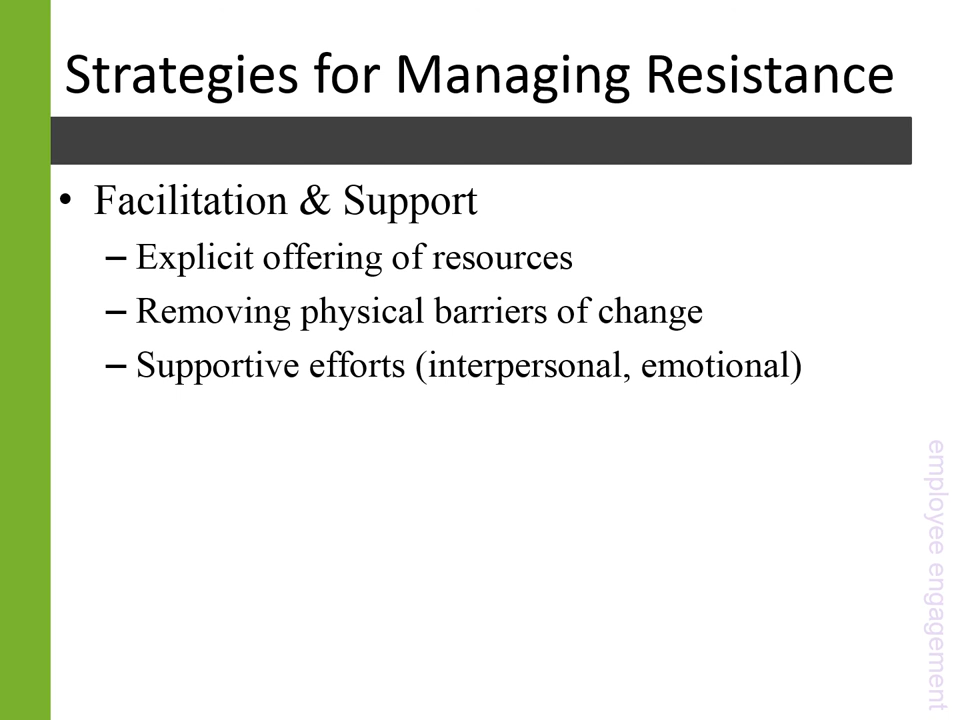 Strategies for Managing Resistance
• Facilitation & Support
– Explicit offering of resources
– Removing physical barriers of change
– Supportive efforts (interpersonal, emotional)
employee engagement